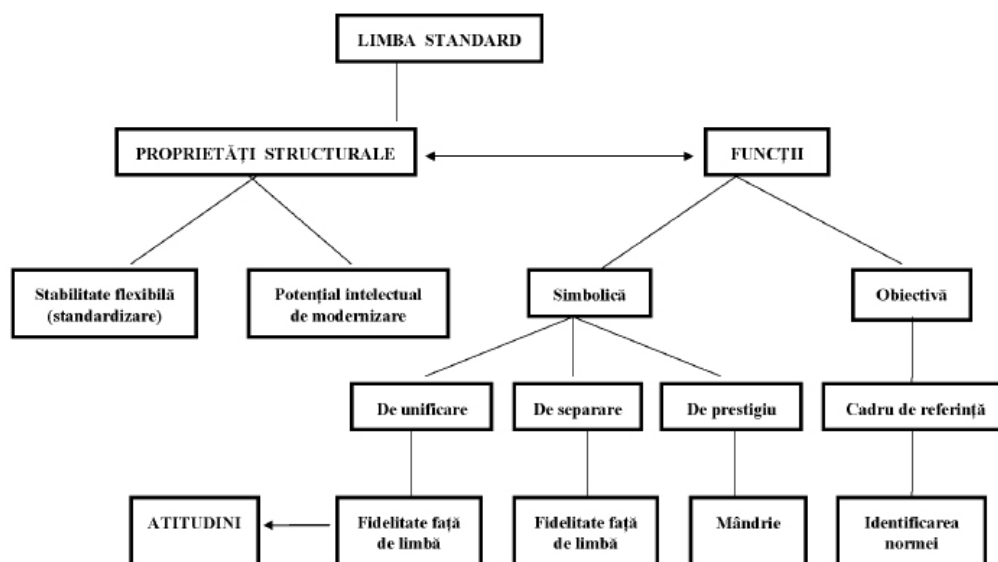 LIMBA STANDARD
PROPRIETĂȚI STRUCTURALE
FUNCȚII
Stabilitate flexibilă
(standardizare)
Potențial intelectual
de modernizare
Simbolică
Obiectivă
De unificare
De separare
De prestigiu
Cadru de referință
ATITUDINI
Fidelitate față
de limbă
Fidelitate față
de limbă
Mândrie
Identificarea
normei